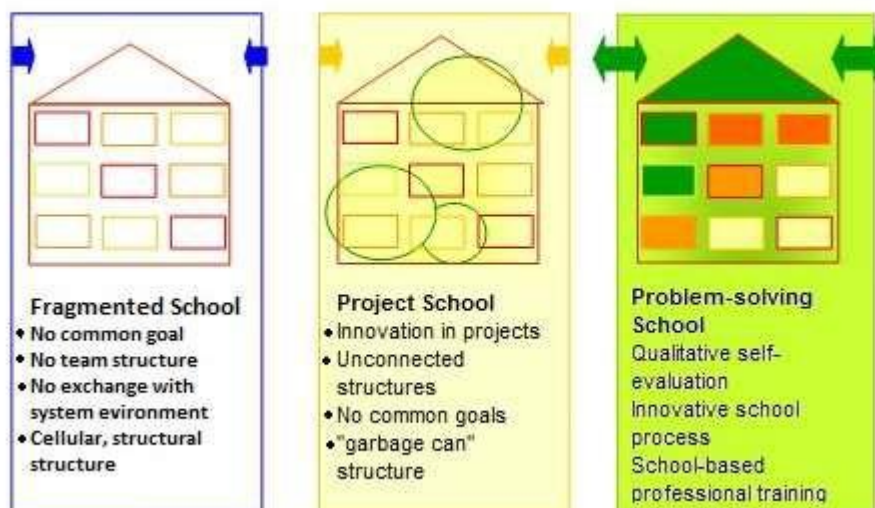 Fragmented School
• No common goal
• No team structure
• No exchange with
system evironment
• Cellular, structural
structure
Project School
• Innovation in projects
• Unconnected
structures
• No common goals
• "garbage can"
structure
Problem-solving
School
Qualitative self-
evaluation
Innovative school
process
School-based
professional training